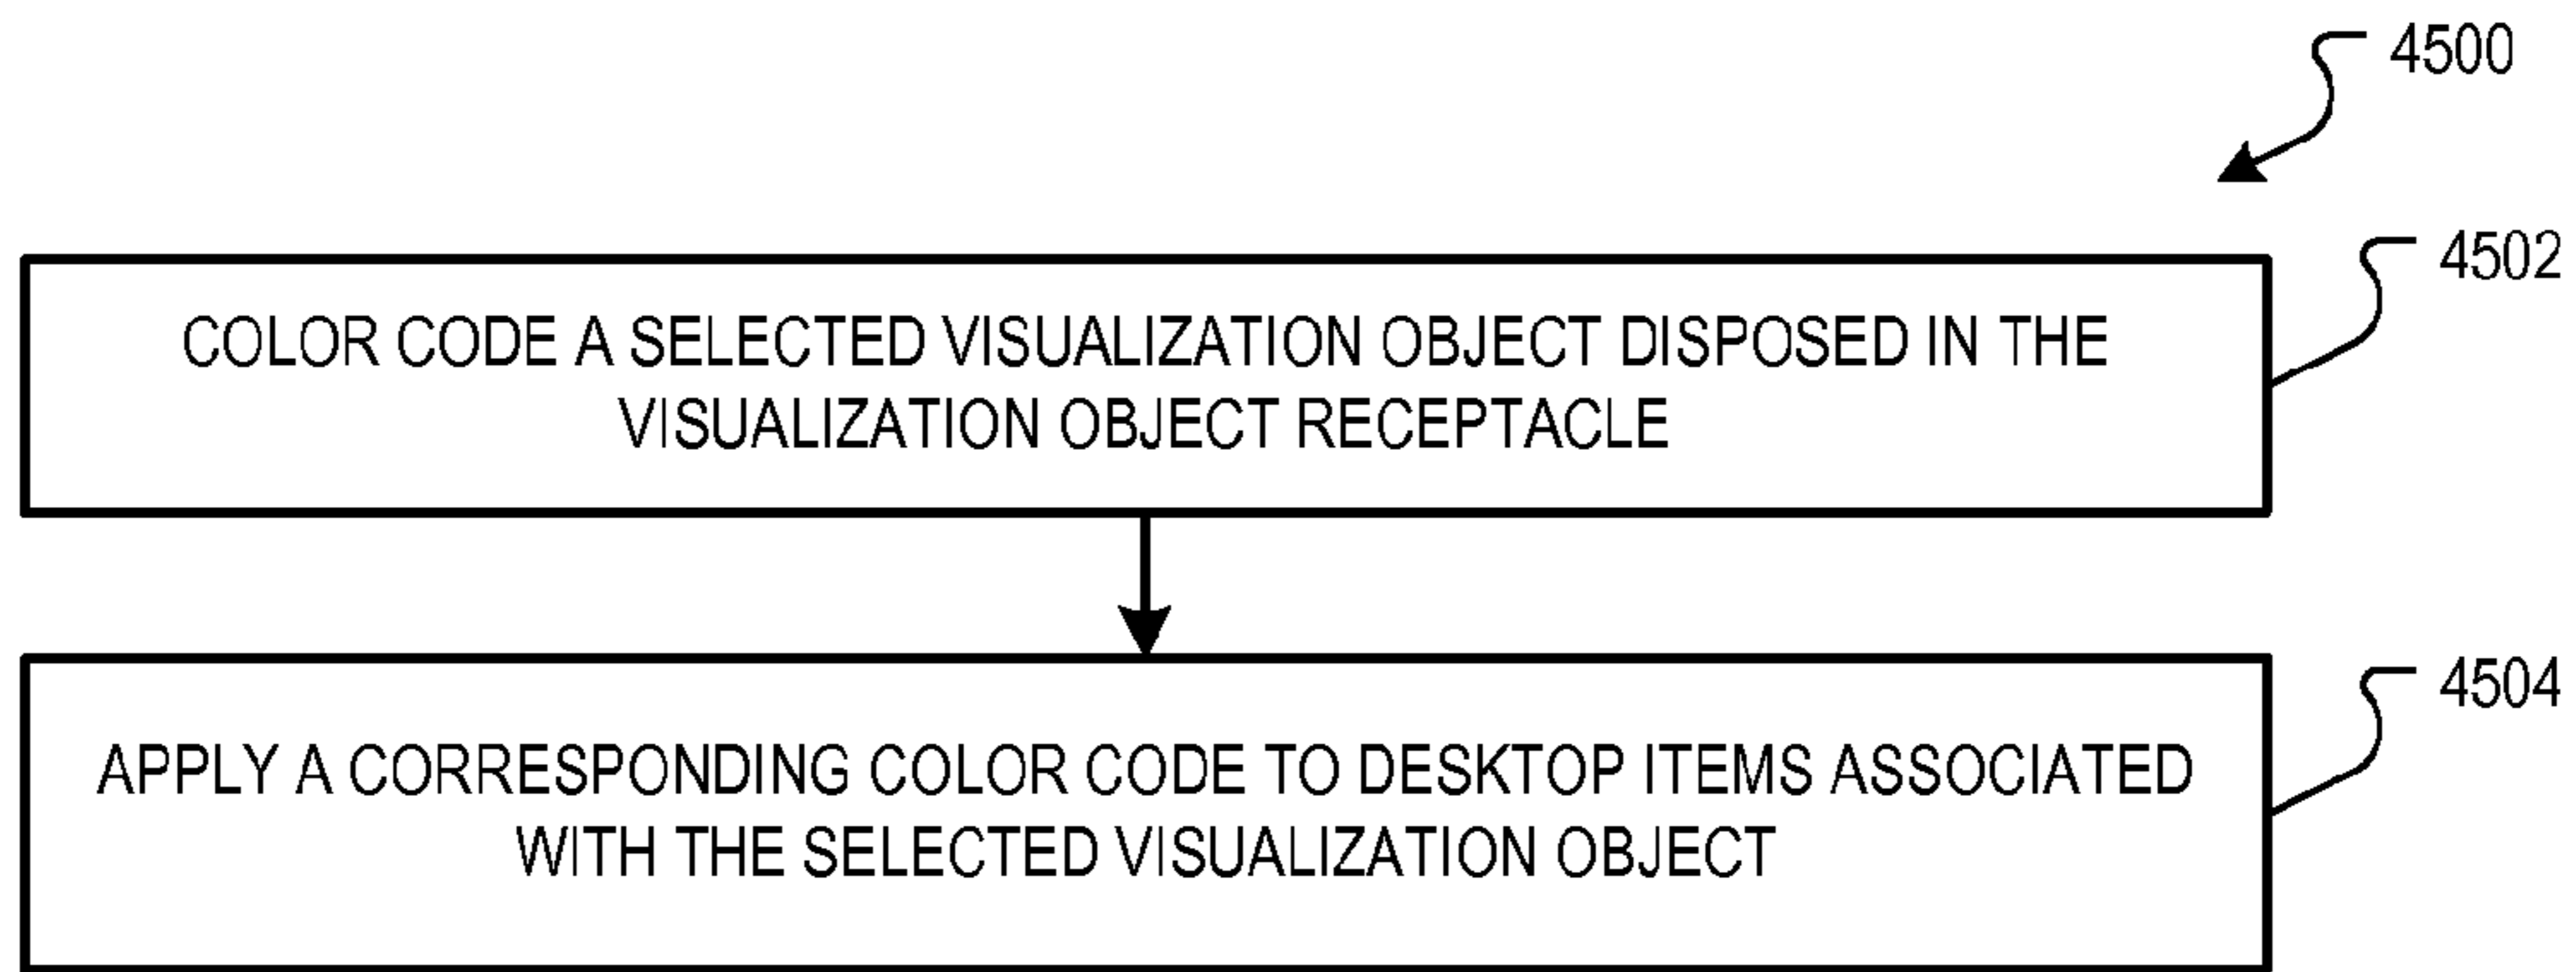 4500
4502
COLOR CODE A SELECTED VISUALIZATION OBJECT DISPOSED IN THE
VISUALIZATION OBJECT RECEPTACLE
4504
APPLY A CORRESPONDING COLOR CODE TO DESKTOP ITEMS ASSOCIATED
WITH THE SELECTED VISUALIZATION OBJECT